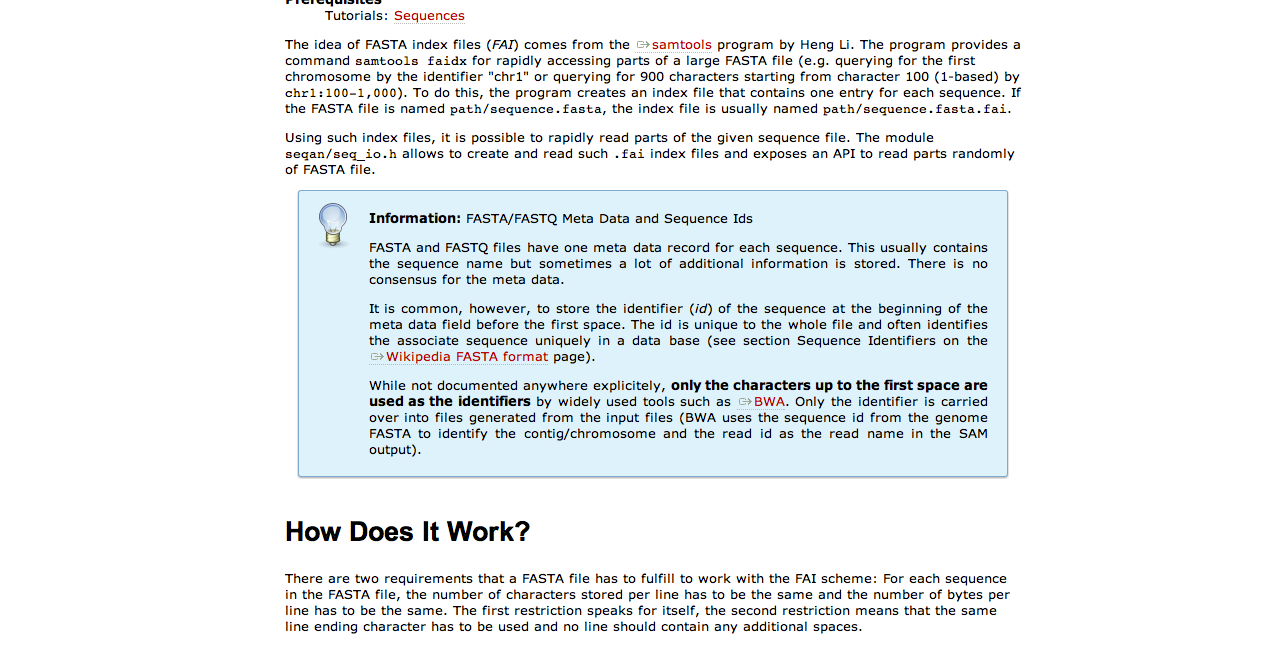 Prerequisites
Tutorials: Sequences
The idea of FASTA index files (FAI) comes from the samtools program by Heng Li. The program provides a
command samtools faidx for rapidly accessing parts of a large FASTA file (e.g. querying for the first
chromosome by the identifier "chr1" or querying for 900 characters starting from character 100 (1-based) by
chr1:100-1,000). To do this, the program creates an index file that contains one entry for each sequence. If
the FASTA file is named path/sequence.fasta, the index file is usually named path/sequence.fasta.fai.
Using such index files, it is possible to rapidly read parts of the given sequence file. The module
seqan/seq_io.h allows to create and read such .fai index files and exposes an API to read parts randomly
of FASTA file.
Information: FASTA/FASTQ Meta Data and Sequence Ids
FASTA and FASTQ files have one meta data record for each sequence. This usually contains
the sequence name but sometimes a lot of additional information is stored. There is no
consensus for the meta data.
It is common, however, to store the identifier (id) of the sequence at the beginning of the
meta data field before the first space. The id is unique to the whole file and often identifies
the associate sequence uniquely in a data base (see section Sequence Identifiers on the
Wikipedia FASTA format page).
While not documented anywhere explicitely, only the characters up to the first space are
used as the identifiers by widely used tools such as BWA. Only the identifier is carried
over into files generated from the input files (BWA uses the sequence id from the genome
FASTA to identify the contig/chromosome and the read id as the read name in the SAM
output).
How Does It Work?
There are two requirements that a FASTA file has to fulfill to work with the FAI scheme: For each sequence
in the FASTA file, the number of characters stored per line has to be the same and the number of bytes per
line has to be the same. The first restriction speaks for itself, the second restriction means that the same
line ending character has to be used and no line should contain any additional spaces.